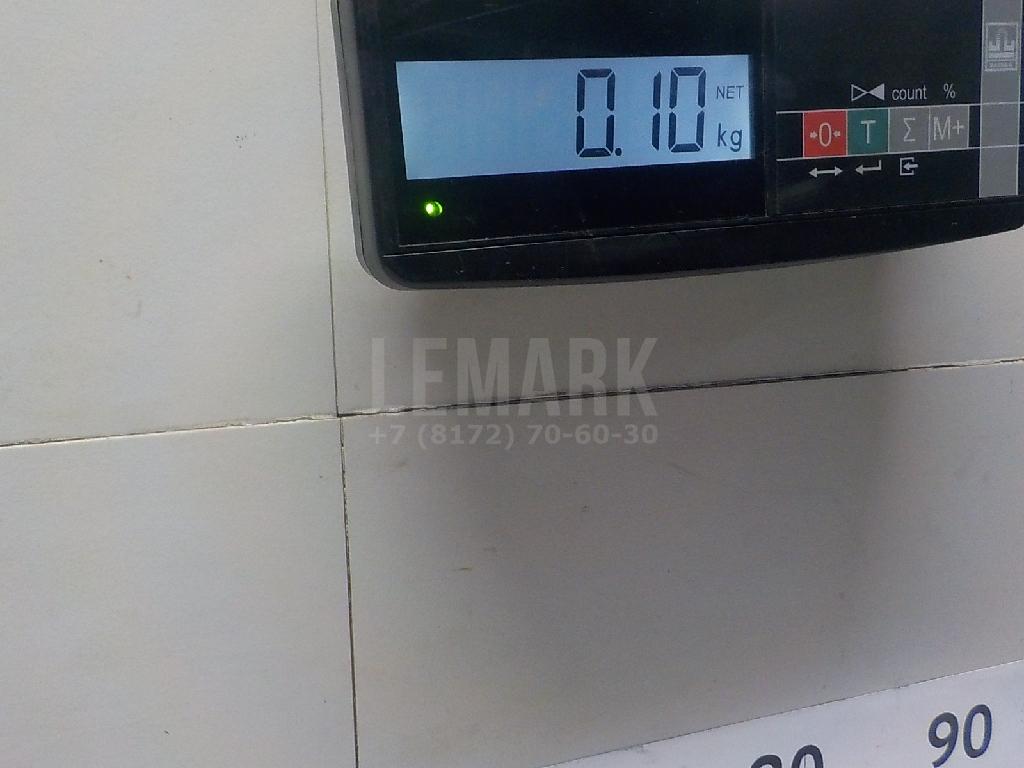 0.10 NET
kg
count %
→0← T Σ M+
LEMARK
+7 (8172) 70-60-30
90